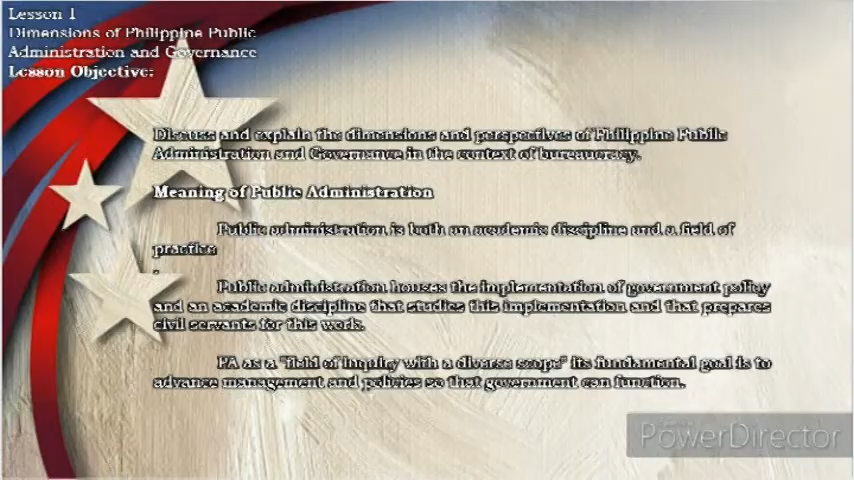 Lesson 1
Dimensions of Philippine Public
Administration and Governance
Lesson Objective:
Discuss and explain the dimensions and perspectives of Philippine Public
Administration and Governance in the context of bureaucracy.
Meaning of Public Administration
Public administration is both an academic discipline and a field of
practice
.
Public administration houses the implementation of government policy
and an academic discipline that studies this implementation and that prepares
civil servants for this work.
PA as a "field of inquiry with a diverse scope" its fundamental goal is to
advance management and policies so that government can function.
PowerDirector